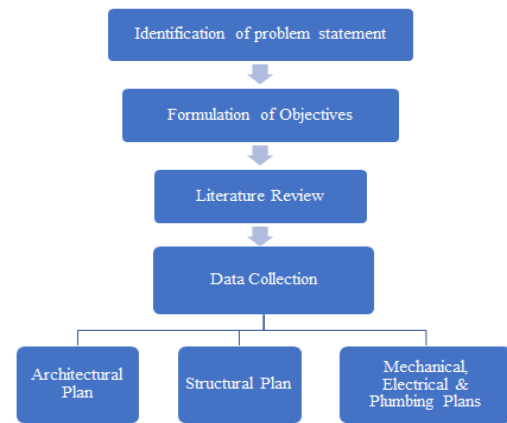 Identification of problem statement
Formulation of Objectives
Literature Review
Data Collection
Architectural
Plan
Structural Plan
Mechanical,
Electrical &
Plumbing Plans